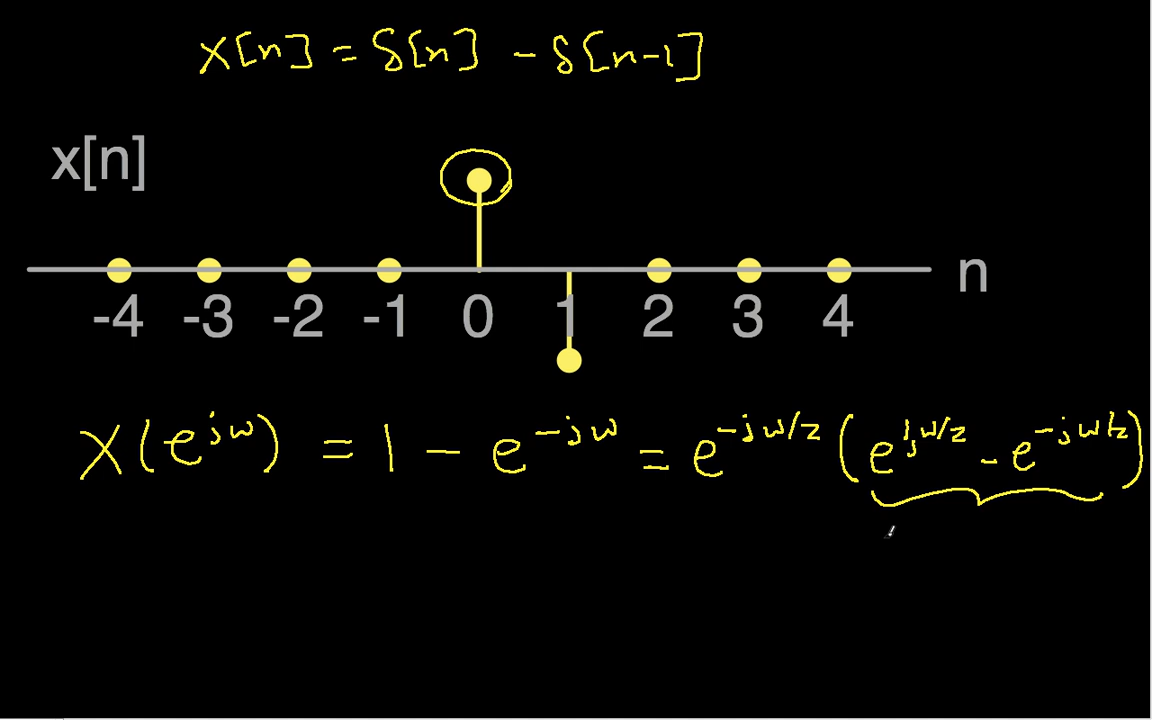 x[n] = δ[n] - δ[n-1]
x[n]
n
-4 -3 -2 -1 0 1 2 3 4
X(e^{jω}) = 1 - e^{-jω} = e^{-jω/2} (e^{jω/2} - e^{-jω/2})